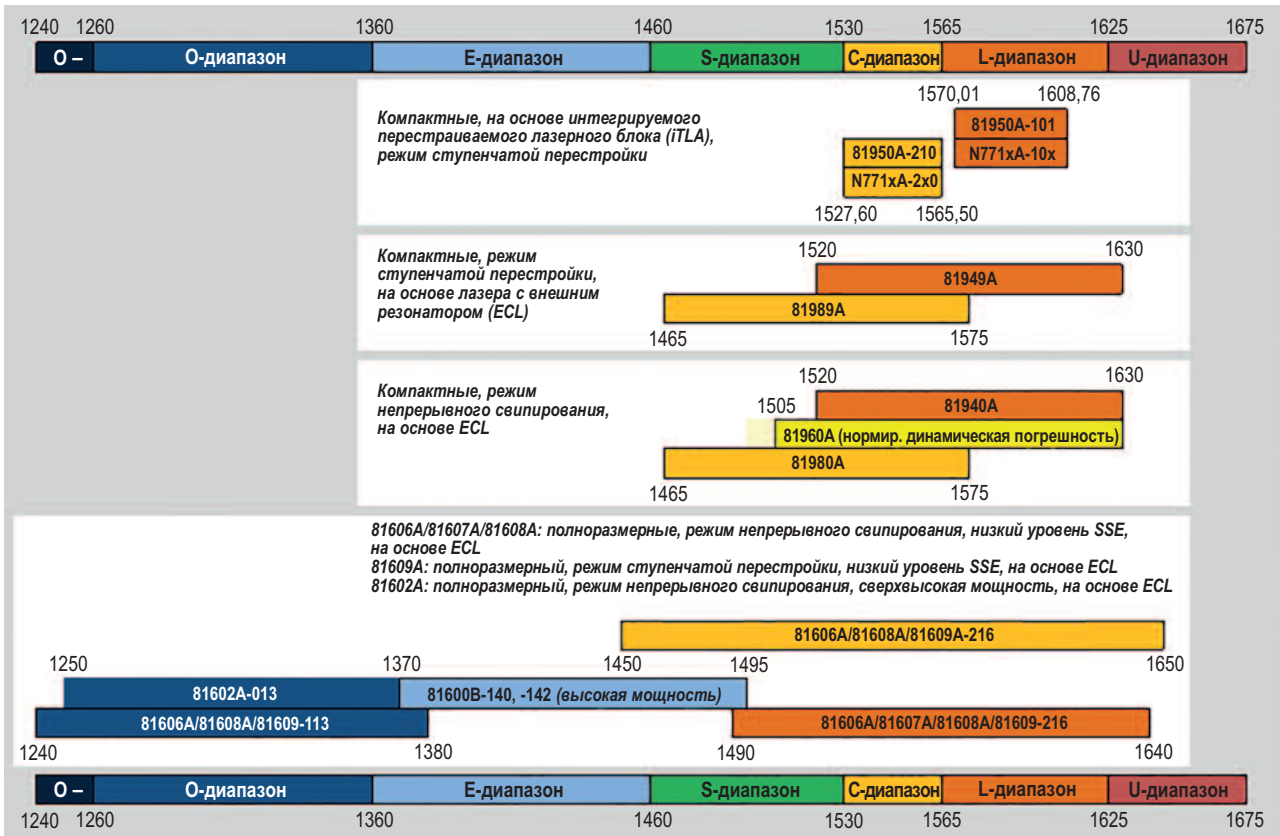 1240 1260 1360 1460 1530 1565 1625 1675
O – O-диапазон E-диапазон S-диапазон C-диапазон L-диапазон U-диапазон
Компактные, на основе интегрируемого
перестраиваемого лазерного блока (iTLA),
режим ступенчатой перестройки
1570,01 1608,76
81950A-101
81950A-210 N771xA-10x
N771xA-2x0
1527,60 1565,50
Компактные, режим
ступенчатой перестройки,
на основе лазера с внешним
резонатором (ECL)
1520 1630
81949A
81989A
1465 1575
Компактные, режим
непрерывного свипирования,
на основе ECL
1520 1630
1505 81940A
81960A (нормир. динамическая погрешность)
81980A
1465 1575
81606A/81607A/81608A: полноразмерные, режим непрерывного свипирования, низкий уровень SSE,
на основе ECL
81609A: полноразмерный, режим ступенчатой перестройки, низкий уровень SSE, на основе ECL
81602A: полноразмерный, режим непрерывного свипирования, сверхвысокая мощность, на основе ECL
81606A/81608A/81609A-216
1250 1370 1450 1495 1650
81602A-013 81600B-140, -142 (высокая мощность)
81606A/81608A/81609-113 81606A/81607A/81608A/81609-216
1240 1380 1490 1640
O – O-диапазон E-диапазон S-диапазон C-диапазон L-диапазон U-диапазон
1240 1260 1360 1460 1530 1565 1625 1675